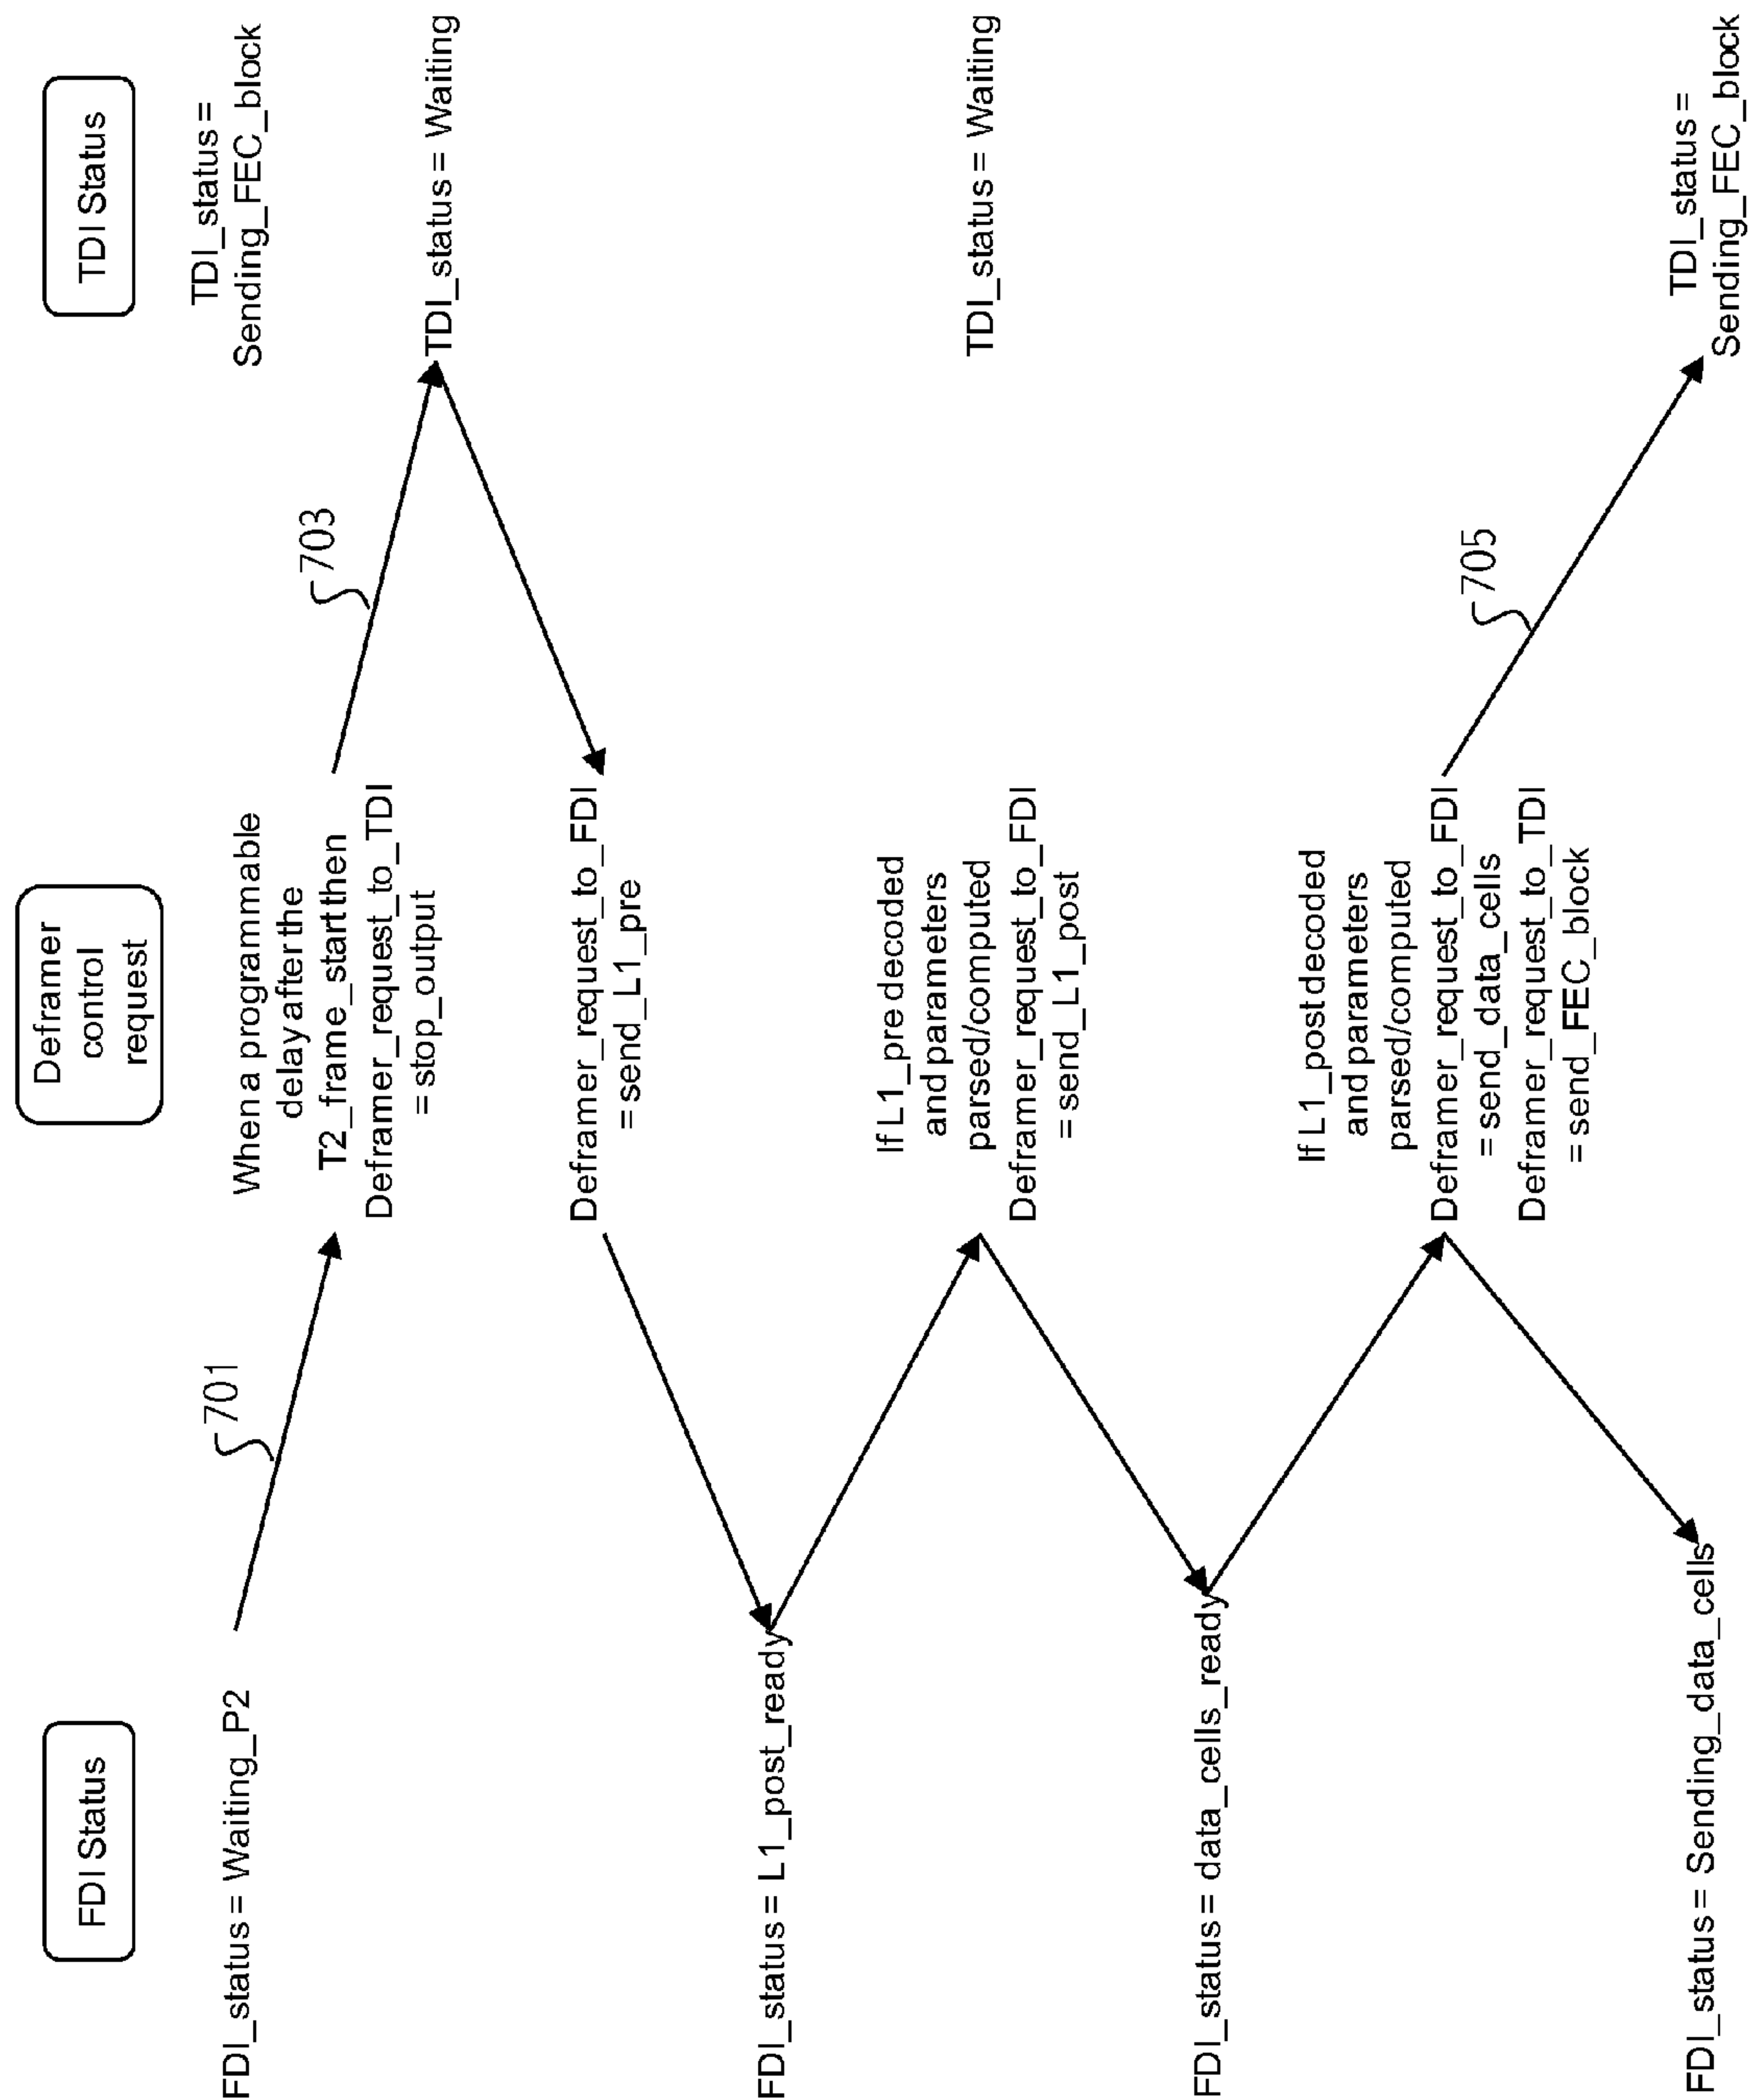 FDI Status
Deframer
control
request
TDI Status
FDI_status = Waiting_P2
701
When a programmable
delay after the
T2_frame_start then
Deframer_request_to_TDI
= stop_output
703
TDI_status =
Sending_FEC_block
TDI_status = Waiting
Deframer_request_to_FDI
= send_L1_pre
FDI_status = L1_post_ready
If L1_pre decoded
and parameters
parsed/computed
Deframer_request_to_FDI
= send_L1_post
TDI_status = Waiting
FDI_status = data_cells_ready
If L1_post decoded
and parameters
parsed/computed
Deframer_request_to_FDI
= send_data_cells
Deframer_request_to_TDI
= send_FEC_block
705
FDI_status = Sending_data_cells
TDI_status =
Sending_FEC_block